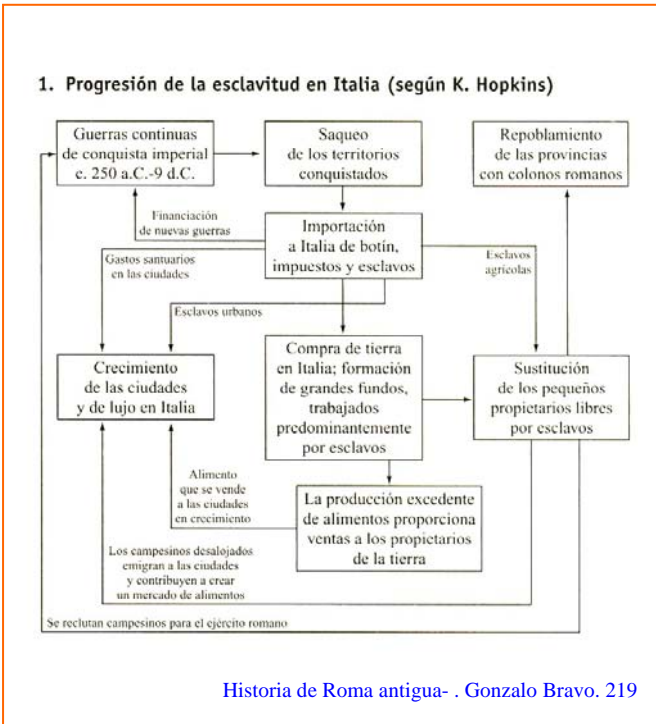 1. Progresión de la esclavitud en Italia (según K. Hopkins)
Guerras continuas
de conquista imperial
c. 250 a.C.-9 d.C.
Saqueo
de los territorios
conquistados
Repoblamiento
de las provincias
con colonos romanos
Financiación
de nuevas guerras
Importación
a Italia de botín,
impuestos y esclavos
Gastos santuarios
en las ciudades
Esclavos
agrícolas
Esclavos urbanos
Crecimiento
de las ciudades
y de lujo en Italia
Compra de tierra
en Italia; formación
de grandes fundos,
trabajados
predominantemente
por esclavos
Sustitución
de los pequeños
propietarios libres
por esclavos
Alimento
que se vende
a las ciudades
en crecimiento
La producción excedente
de alimentos proporciona
ventas a los propietarios
de la tierra
Los campesinos desalojados
emigran a las ciudades
y contribuyen a crear
un mercado de alimentos
Se reclutan campesinos para el ejército romano
Historia de Roma antigua- . Gonzalo Bravo. 219